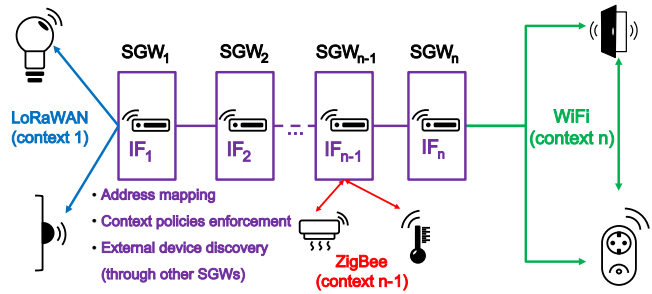 SGW1 SGW2 SGWn-1 SGWn
LoRaWAN
(context 1)
IF1 IF2 ... IFn-1 IFn
WiFi
(context n)
• Address mapping
• Context policies enforcement
• External device discovery
(through other SGWs)
ZigBee
(context n-1)